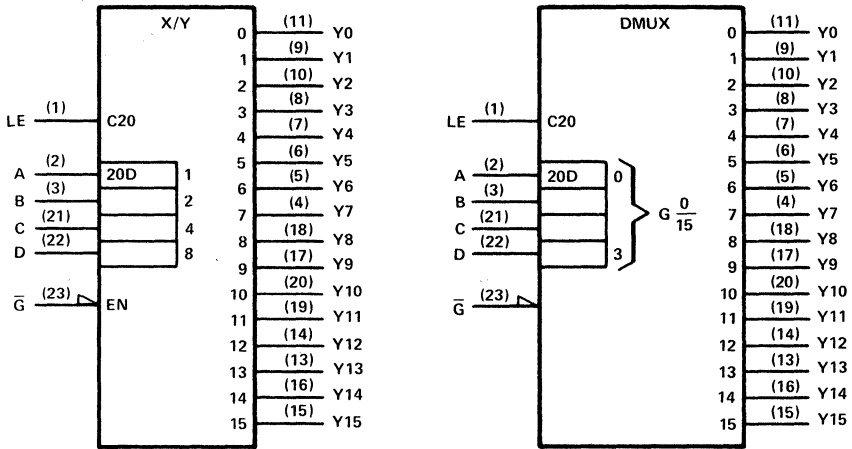 X/Y
LE (1) C20
A (2) 20D 1
B (3) 2
C (21) 4
D (22) 8
G̅ (23) EN
0 (11) Y0
1 (9) Y1
2 (10) Y2
3 (8) Y3
4 (7) Y4
5 (6) Y5
6 (5) Y6
7 (4) Y7
8 (18) Y8
9 (17) Y9
10 (20) Y10
11 (19) Y11
12 (14) Y12
13 (13) Y13
14 (16) Y14
15 (15) Y15
DMUX
LE (1) C20
A (2) 20D 0
B (3)
C (21)
D (22) 3
G 0/15
G̅ (23)
0 (11) Y0
1 (9) Y1
2 (10) Y2
3 (8) Y3
4 (7) Y4
5 (6) Y5
6 (5) Y6
7 (4) Y7
8 (18) Y8
9 (17) Y9
10 (20) Y10
11 (19) Y11
12 (14) Y12
13 (13) Y13
14 (16) Y14
15 (15) Y15